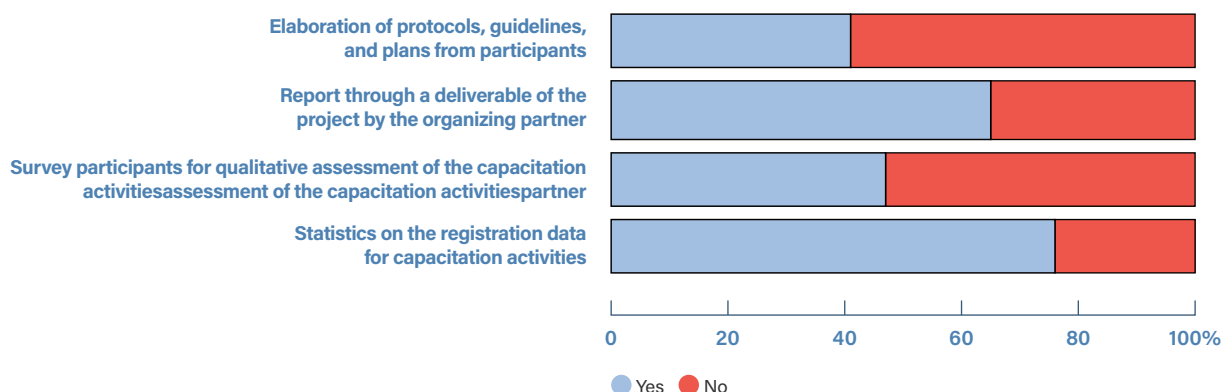 Elaboration of protocols, guidelines,
and plans from participants
Report through a deliverable of the
project by the organizing partner
Survey participants for qualitative assessment of the capacitation
activitiesassessment of the capacitation activitiespartner
Statistics on the registration data
for capacitation activities
0 20 40 60 80 100%
Yes No